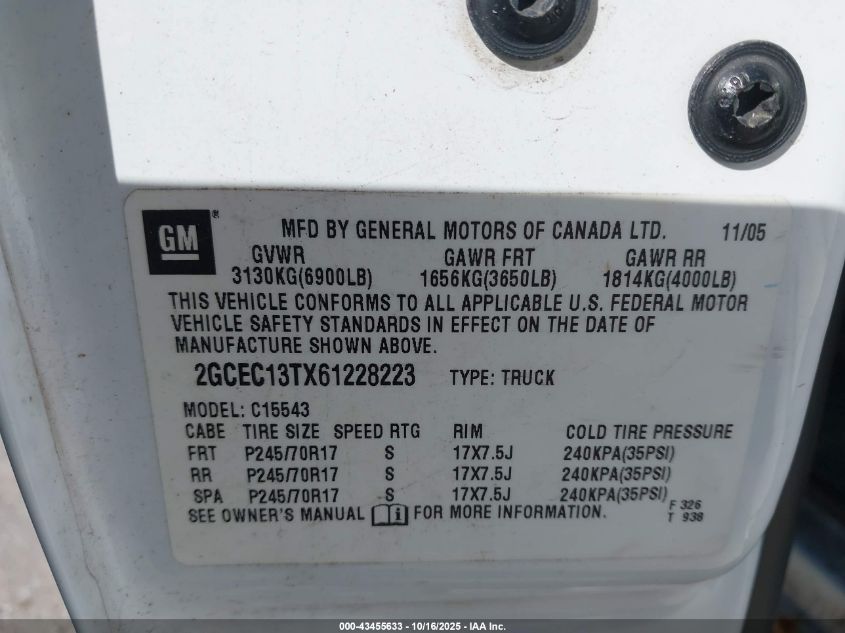 GM ®
MFD BY GENERAL MOTORS OF CANADA LTD. 11/05
GVWR GAWR FRT GAWR RR
3130KG(6900LB) 1656KG(3650LB) 1814KG(4000LB)
THIS VEHICLE CONFORMS TO ALL APPLICABLE U.S. FEDERAL MOTOR
VEHICLE SAFETY STANDARDS IN EFFECT ON THE DATE OF
MANUFACTURE SHOWN ABOVE.
2GCEC13TX61228223 TYPE: TRUCK
MODEL: C15543
CABE TIRE SIZE SPEED RTG RIM COLD TIRE PRESSURE
FRT P245/70R17 S 17X7.5J 240KPA(35PSI)
RR P245/70R17 S 17X7.5J 240KPA(35PSI)
SPA P245/70R17 S 17X7.5J 240KPA(35PSI)
SEE OWNER'S MANUAL i FOR MORE INFORMATION.
F 326
T 938
000-43455633 - 10/16/2025 - IAA Inc.